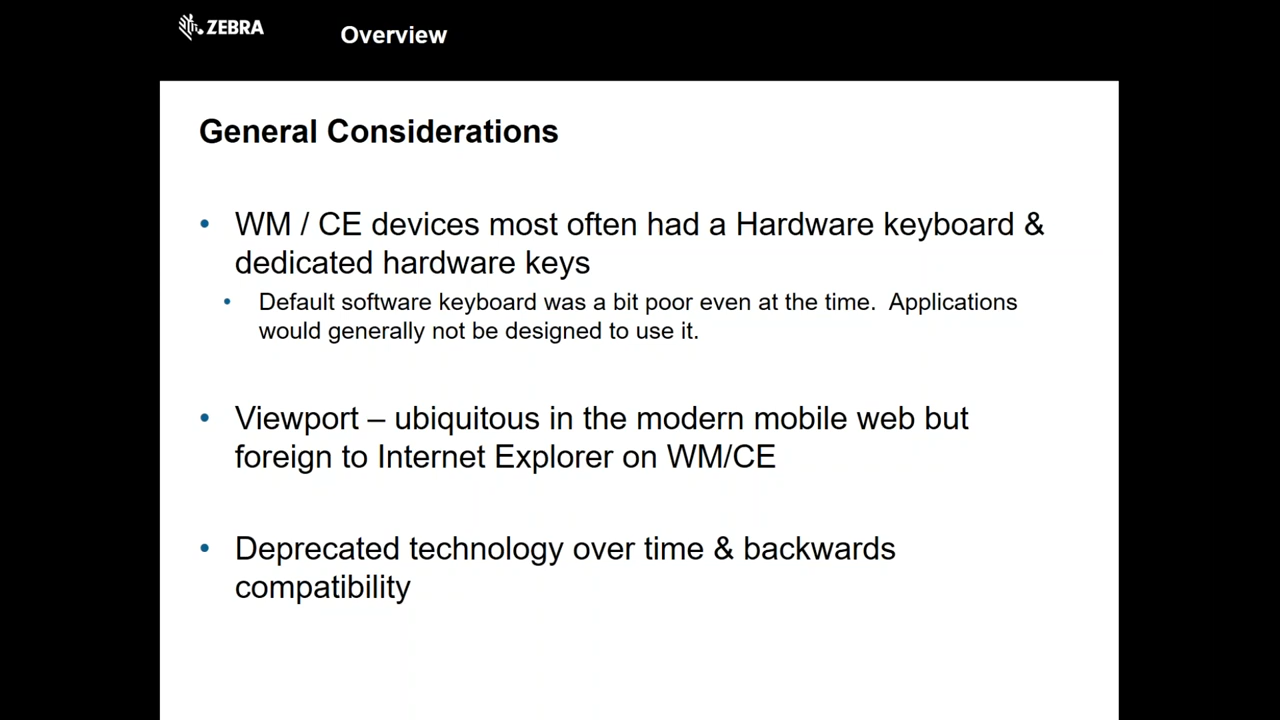 ZEBRA
Overview
General Considerations
• WM / CE devices most often had a Hardware keyboard &
dedicated hardware keys
• Default software keyboard was a bit poor even at the time.  Applications
would generally not be designed to use it.
• Viewport – ubiquitous in the modern mobile web but
foreign to Internet Explorer on WM/CE
• Deprecated technology over time & backwards
compatibility